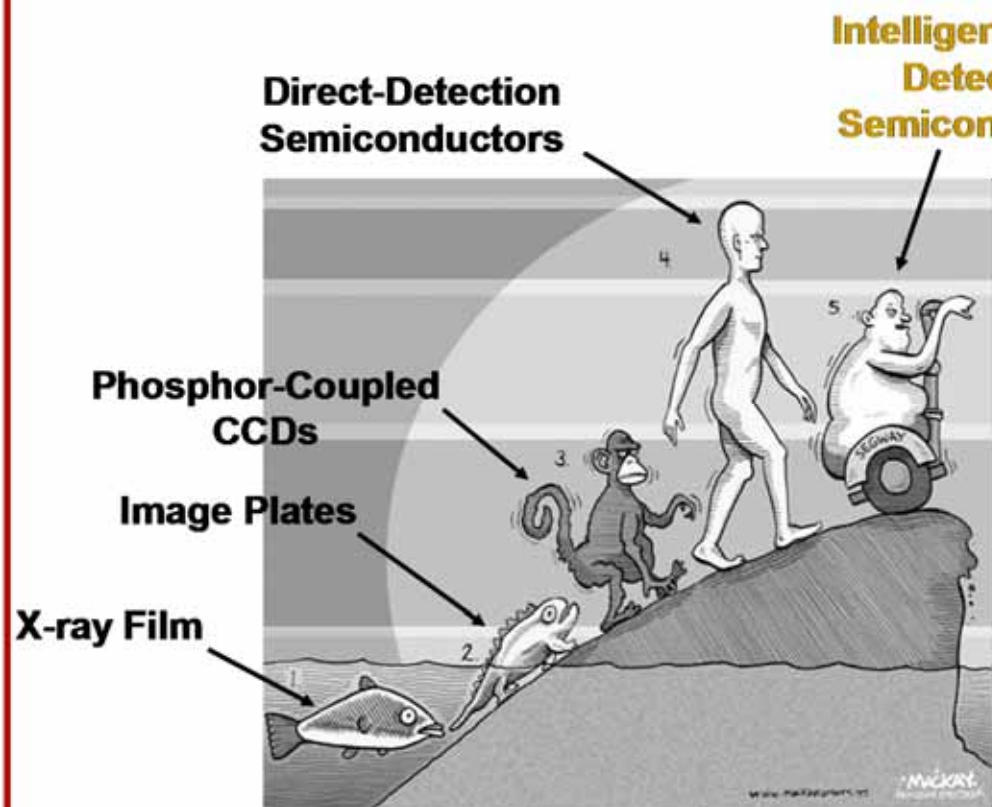 Direct-Detection
Semiconductors
Intelligen
Detec
Semicon
4.
5.
SEGWAY
Phosphor-Coupled
CCDs
3.
Image Plates
X-ray Film
2.
1.
MACKAY